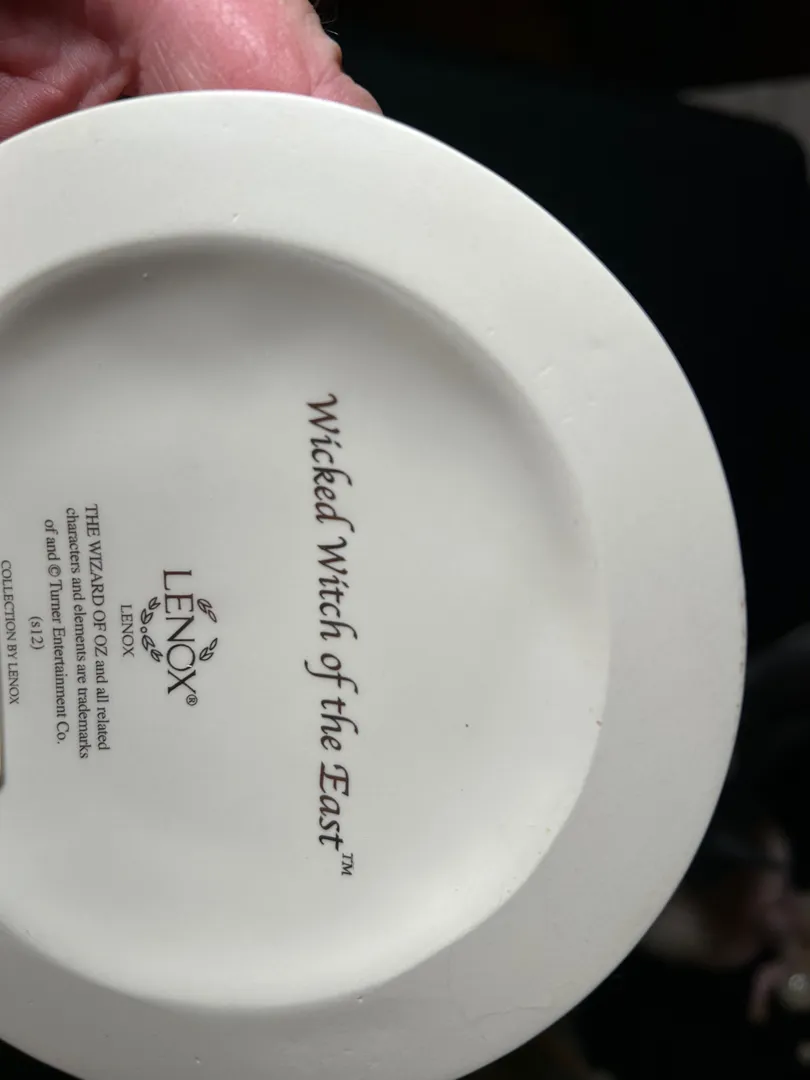 Wicked Witch of the East™
LENOX®
LENOX
THE WIZARD OF OZ and all related
characters and elements are trademarks
of and © Turner Entertainment Co.
(s12)
COLLECTION BY LENOX